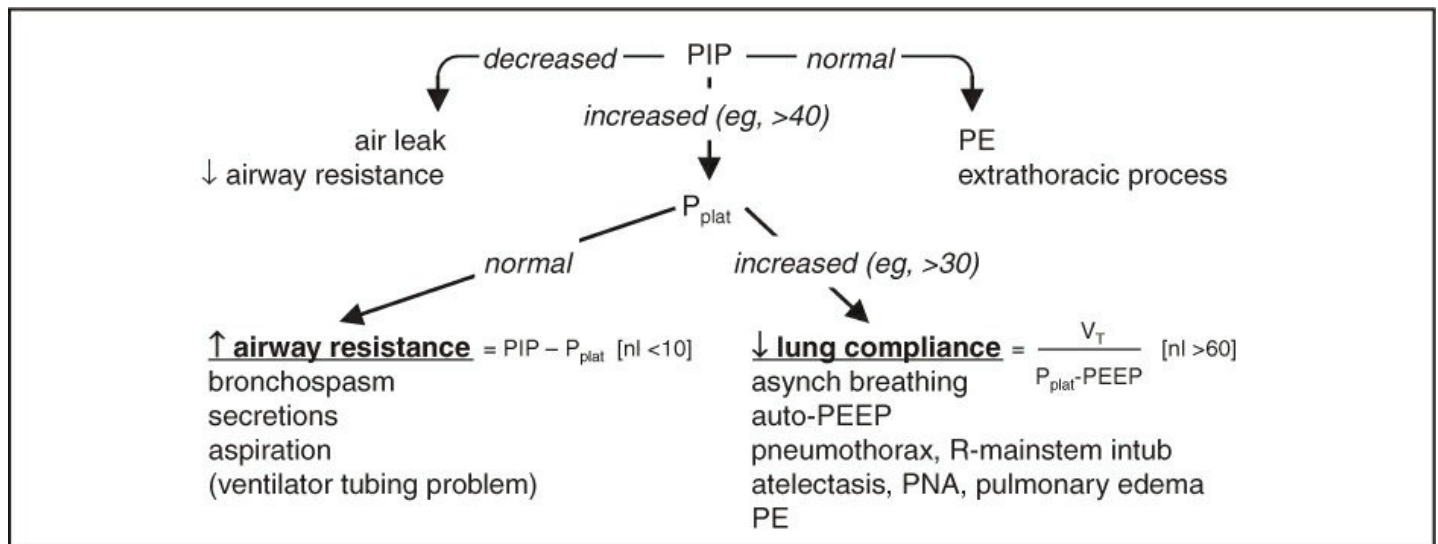 decreased PIP normal
increased (eg, >40)
air leak
↓ airway resistance
PE
extrathoracic process
Pplat
normal
increased (eg, >30)
↑ airway resistance = PIP – Pplat [nl <10]
bronchospasm
secretions
aspiration
(ventilator tubing problem)
↓ lung compliance = VT / Pplat-PEEP [nl >60]
asynch breathing
auto-PEEP
pneumothorax, R-mainstem intub
atelectasis, PNA, pulmonary edema
PE